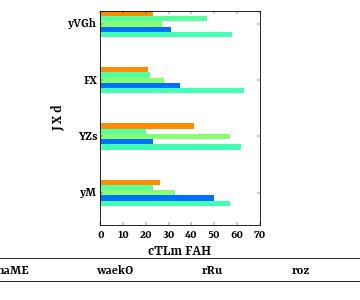 yVGh
FX
YZs
yM
J X d
0 10 20 30 40 50 60 70
cTLm FAH
naME waekO rRu roz